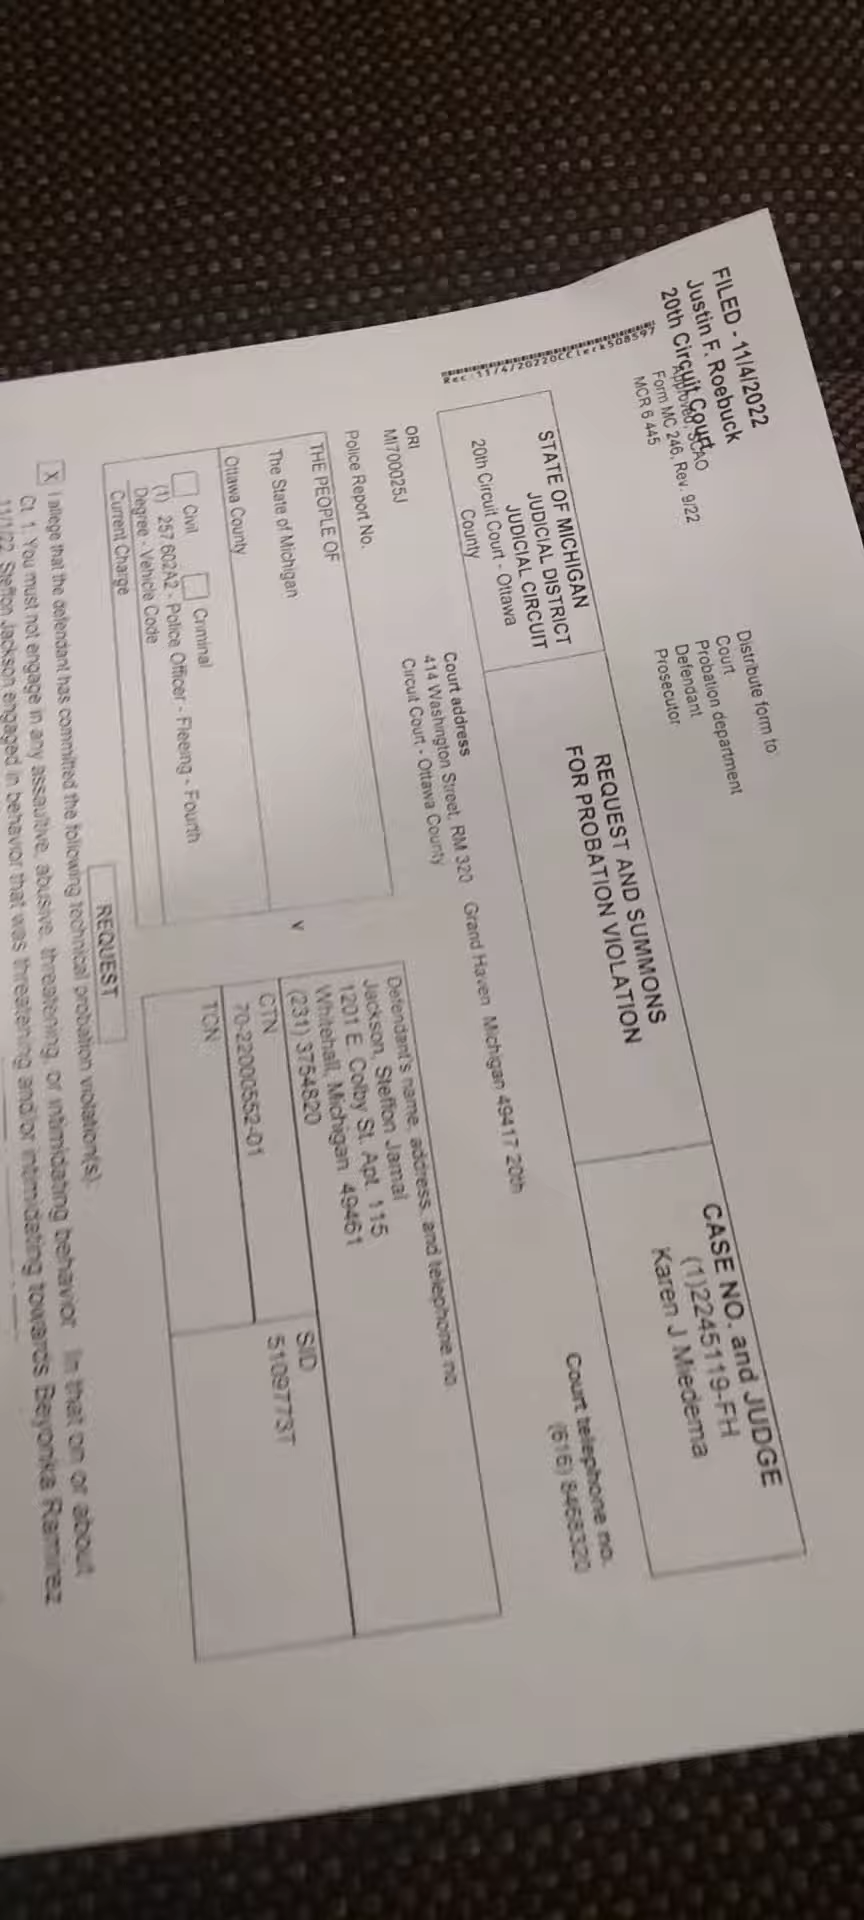 FILED - 11/4/2022
Justin F. Roebuck
20th Circuit Court
Approved, SCAO
Form MC 246, Rev. 9/22
MCR 6 445
Distribute form to
Court
Probation department
Defendant
Prosecutor
Rec:11/4/2022OCClerk508597
STATE OF MICHIGAN
JUDICIAL DISTRICT
JUDICIAL CIRCUIT
20th Circuit Court - Ottawa
County
REQUEST AND SUMMONS
FOR PROBATION VIOLATION
CASE NO. and JUDGE
(1)2245119-FH
Karen J Miedema
ORI
MI700025J
Court address
414 Washington Street, RM 320 Grand Haven Michigan 49417 20th
Circuit Court - Ottawa County
Court telephone no.
(616) 8468320
Police Report No.
THE PEOPLE OF
The State of Michigan
Ottawa County
Civil
Criminal
(1) 257 602A2 - Police Officer - Fleeing - Fourth
Degree - Vehicle Code
Current Charge
v
Defendant's name, address, and telephone no.
Jackson, Steffon Jamal
1201 E. Colby St. Apt. 115
Whitehall, Michigan 49461
(231) 3754820
CTN
70-22000552-01
SID
5109773T
TCN
REQUEST
X I allege that the defendant has committed the following technical probation violation(s):
Ct. 1. You must not engage in any assaultive, abusive, threatening, or intimidating behavior. In that on or about
11/1/22, Steffon Jackson engaged in behavior that was threatening and/or intimidating towards Beyonka Ramirez